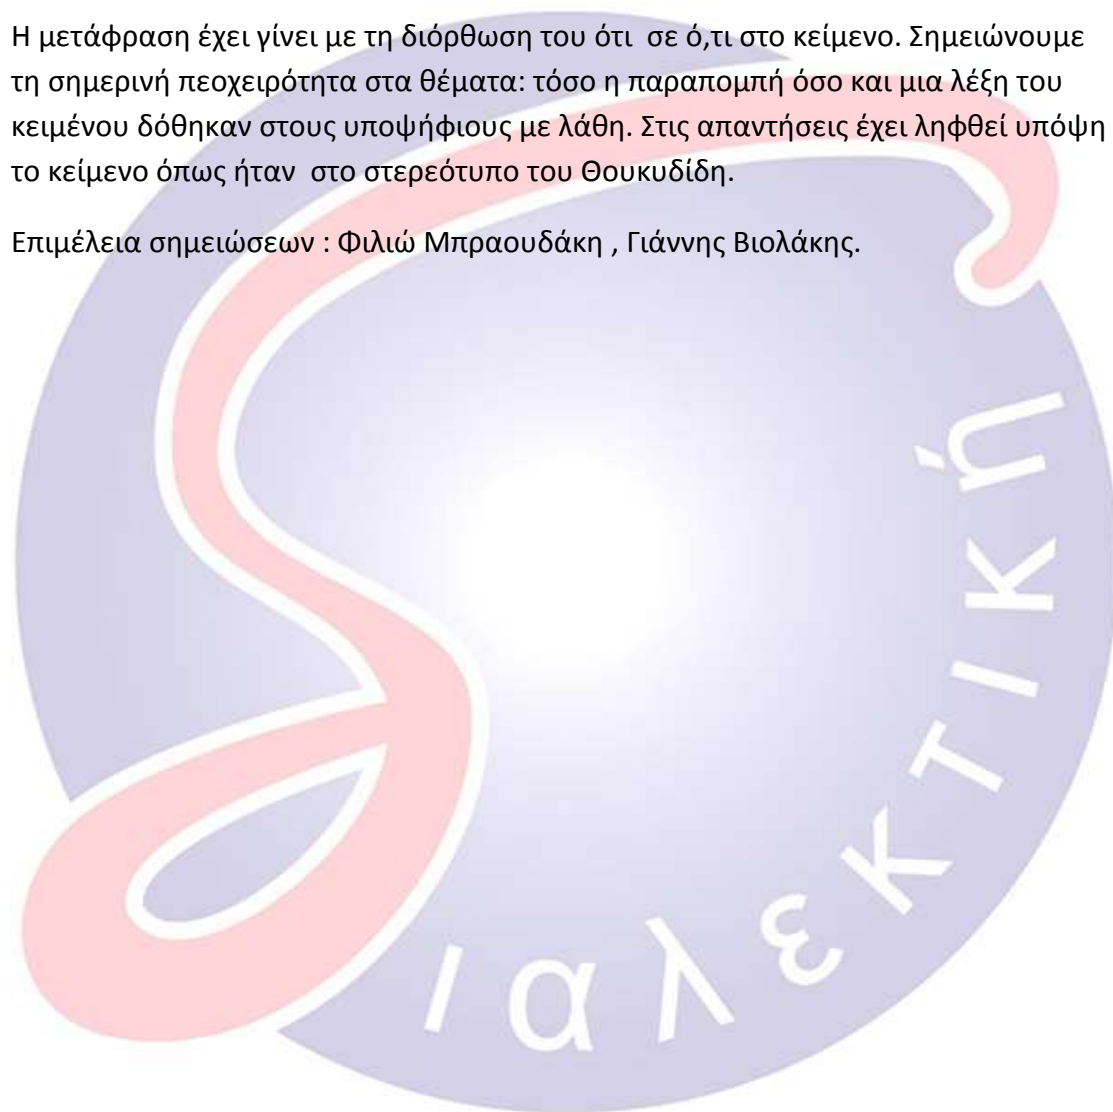 Η μετάφραση έχει γίνει με τη διόρθωση του ότι σε ό,τι στο κείμενο. Σημειώνουμε
τη σημερινή πεοχειρότητα στα θέματα: τόσο η παραπομπή όσο και μια λέξη του
κειμένου δόθηκαν στους υποψήφιους με λάθη. Στις απαντήσεις έχει ληφθεί υπόψη
το κείμενο όπως ήταν στο στερεότυπο του Θουκυδίδη.
Επιμέλεια σημειώσεων : Φιλιώ Μπραουδάκη , Γιάννης Βιολάκης.
ιαλεκτική